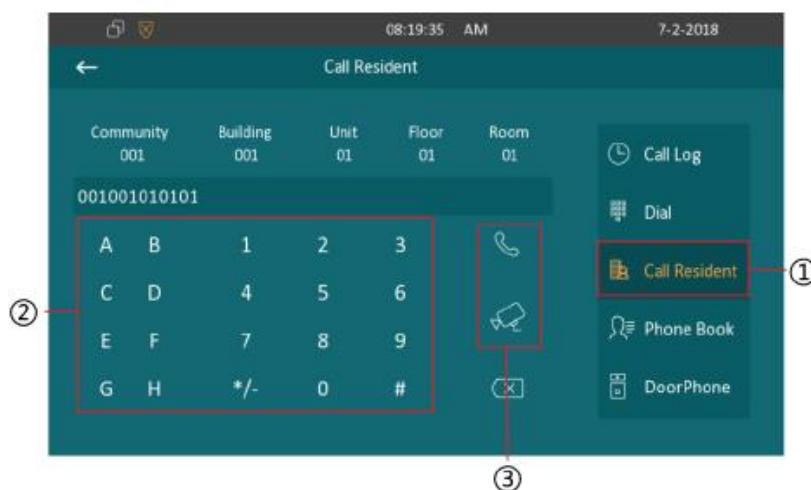 08:19:35 AM 7-2-2018
Call Resident
Community Building Unit Floor Room
001 001 01 01 01
001001010101
A B 1 2 3
C D 4 5 6
E F 7 8 9
G H */- 0 #
Call Log
Dial
Call Resident
Phone Book
DoorPhone
①
②
③